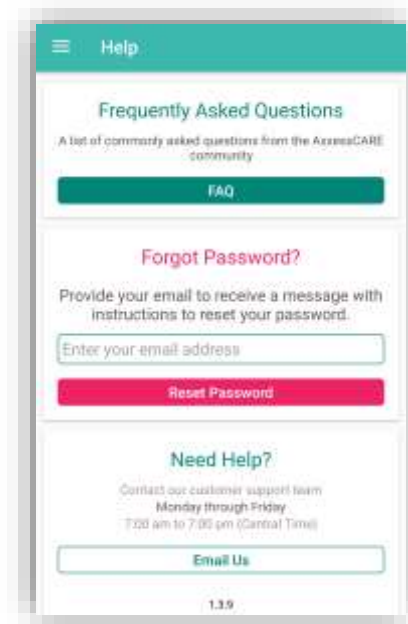 Help
Frequently Asked Questions
A list of commonly asked questions from the AssessCARE
community
FAQ
Forgot Password?
Provide your email to receive a message with
instructions to reset your password.
Enter your email address
Reset Password
Need Help?
Contact our customer support team
Monday through Friday
7:00 am to 7:00 pm (Central Time)
Email Us
1.3.9